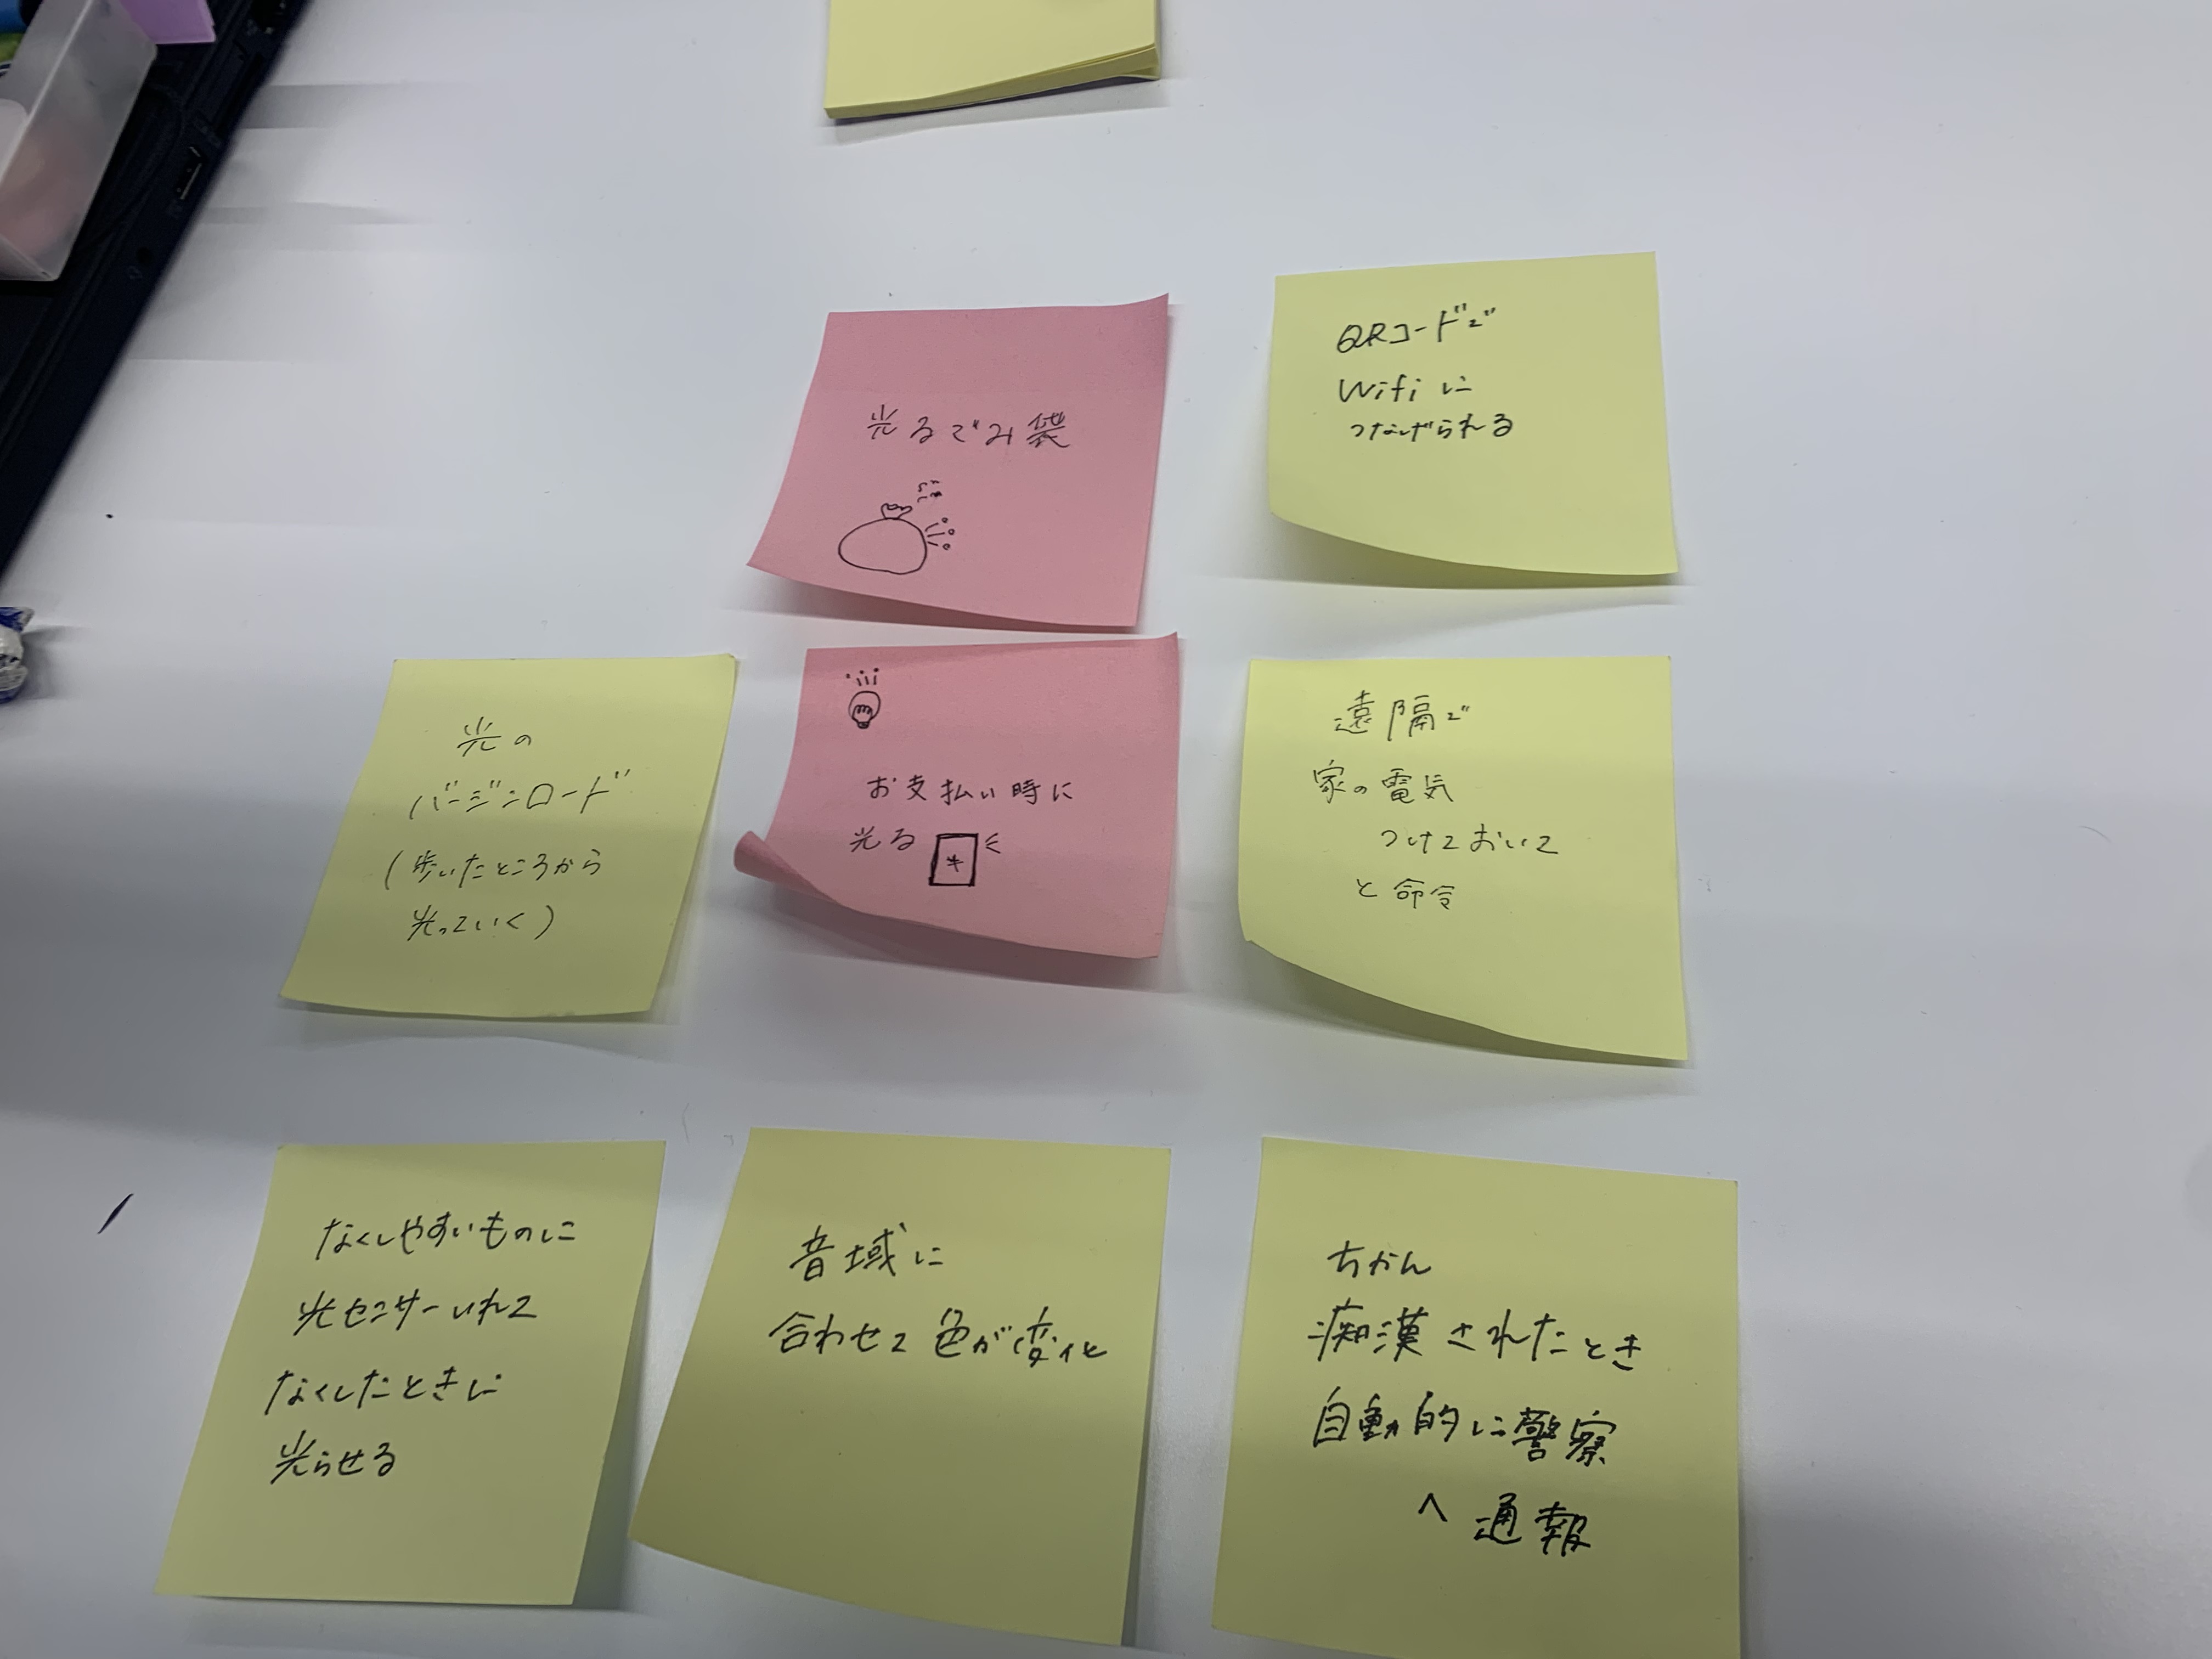 光るごみ袋
QRコードで
Wifiに
つなげられる
光の
バージンロード
(歩いたところから
光っていく)
お支払い時に
光る
遠隔で
家の電気
つけておいて
と命令
なくしやすいものに
光センサーいれて
なくしたときに
光らせる
音域に
合わせて色が変化
ちかん
痴漢されたとき
自動的に警察
へ通報